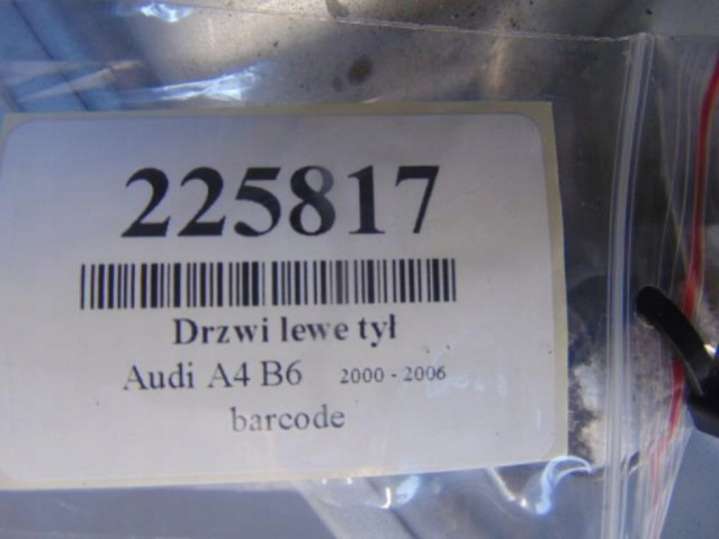 225817
Drzwi lewe tył
Audi A4 B6 2000 - 2006
barcode